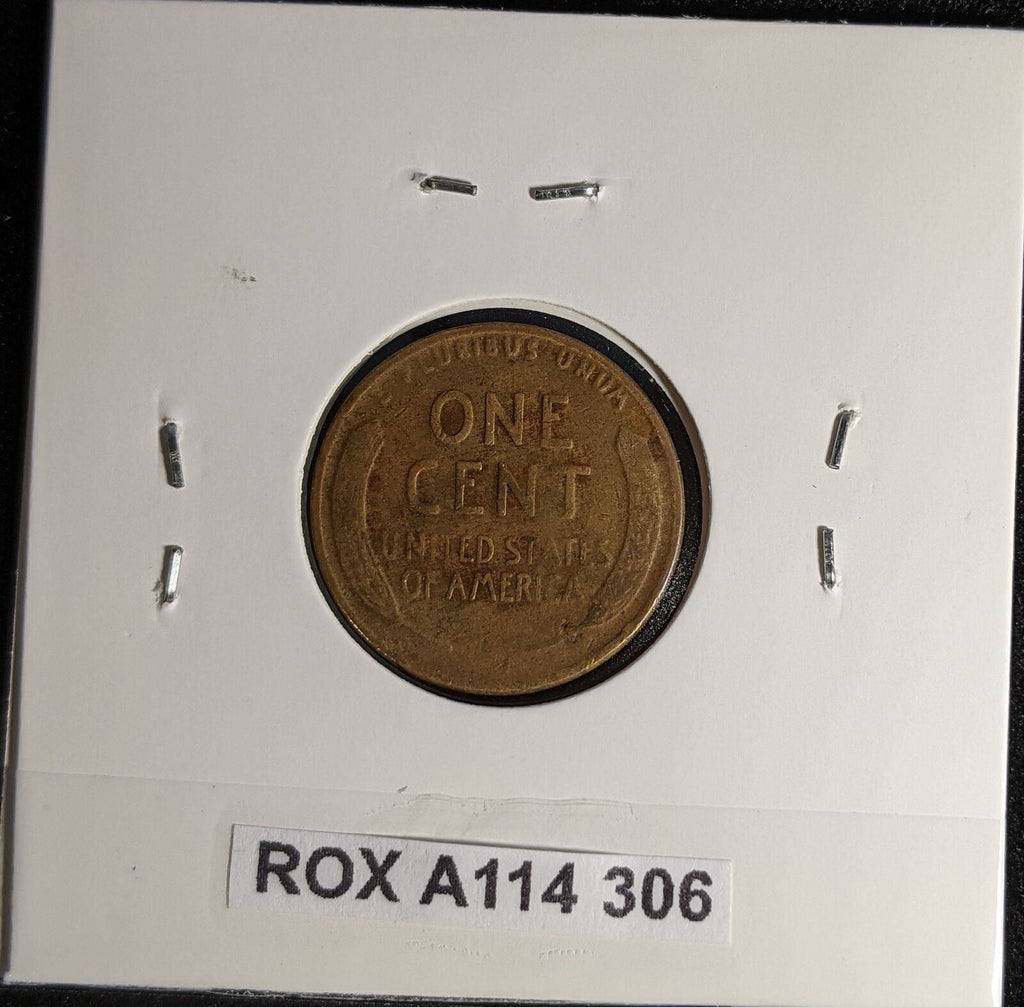 E PLURIBUS UNUM
ONE
CENT
UNITED STATES
OF AMERICA
ROX A114 306